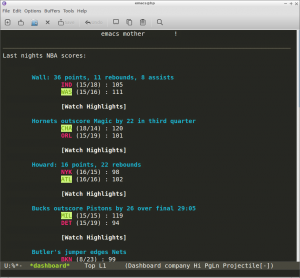 File Edit Options Buffers Tools Help
emacs mother !
Last nights NBA scores:
Wall: 36 points, 11 rebounds, 8 assists
IND (15/18) : 105
WAS (15/16) : 111
[Watch Highlights]
Hornets outscore Magic by 22 in third quarter
CHA (18/14) : 120
ORL (15/19) : 101
[Watch Highlights]
Howard: 10 points, 22 rebounds
NYK (16/15) : 98
ATL (16/16) : 102
[Watch Highlights]
Bucks outscore Pistons by 26 over final 29:05
MIL (15/15) : 119
DET (15/19) : 94
[Watch Highlights]
Butler's jumper edges Nets
BKN (8/23) : 99
U:%*- *dashboard* Top L1 (Dashboard company Hi PgLn Projectile[-])